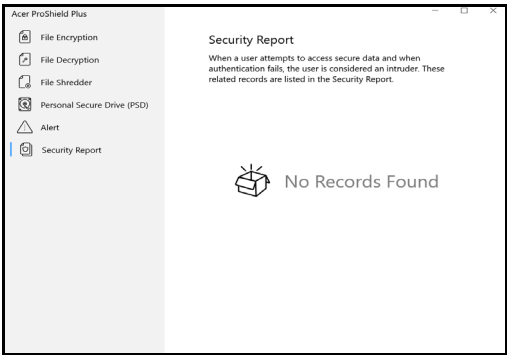 Acer ProShield Plus
File Encryption
File Decryption
File Shredder
Personal Secure Drive (PSD)
Alert
Security Report
Security Report
When a user attempts to access secure data and when
authentication fails, the user is considered an intruder. These
related records are listed in the Security Report.
No Records Found